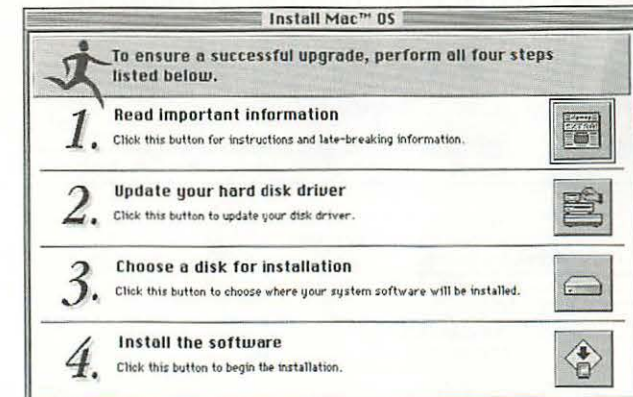 Install Mac™ OS
To ensure a successful upgrade, perform all four steps
listed below.
1. Read important information
Click this button for instructions and late-breaking information.
EXTRA!
2. Update your hard disk driver
Click this button to update your disk driver.
3. Choose a disk for installation
Click this button to choose where your system software will be installed.
4. Install the software
Click this button to begin the installation.